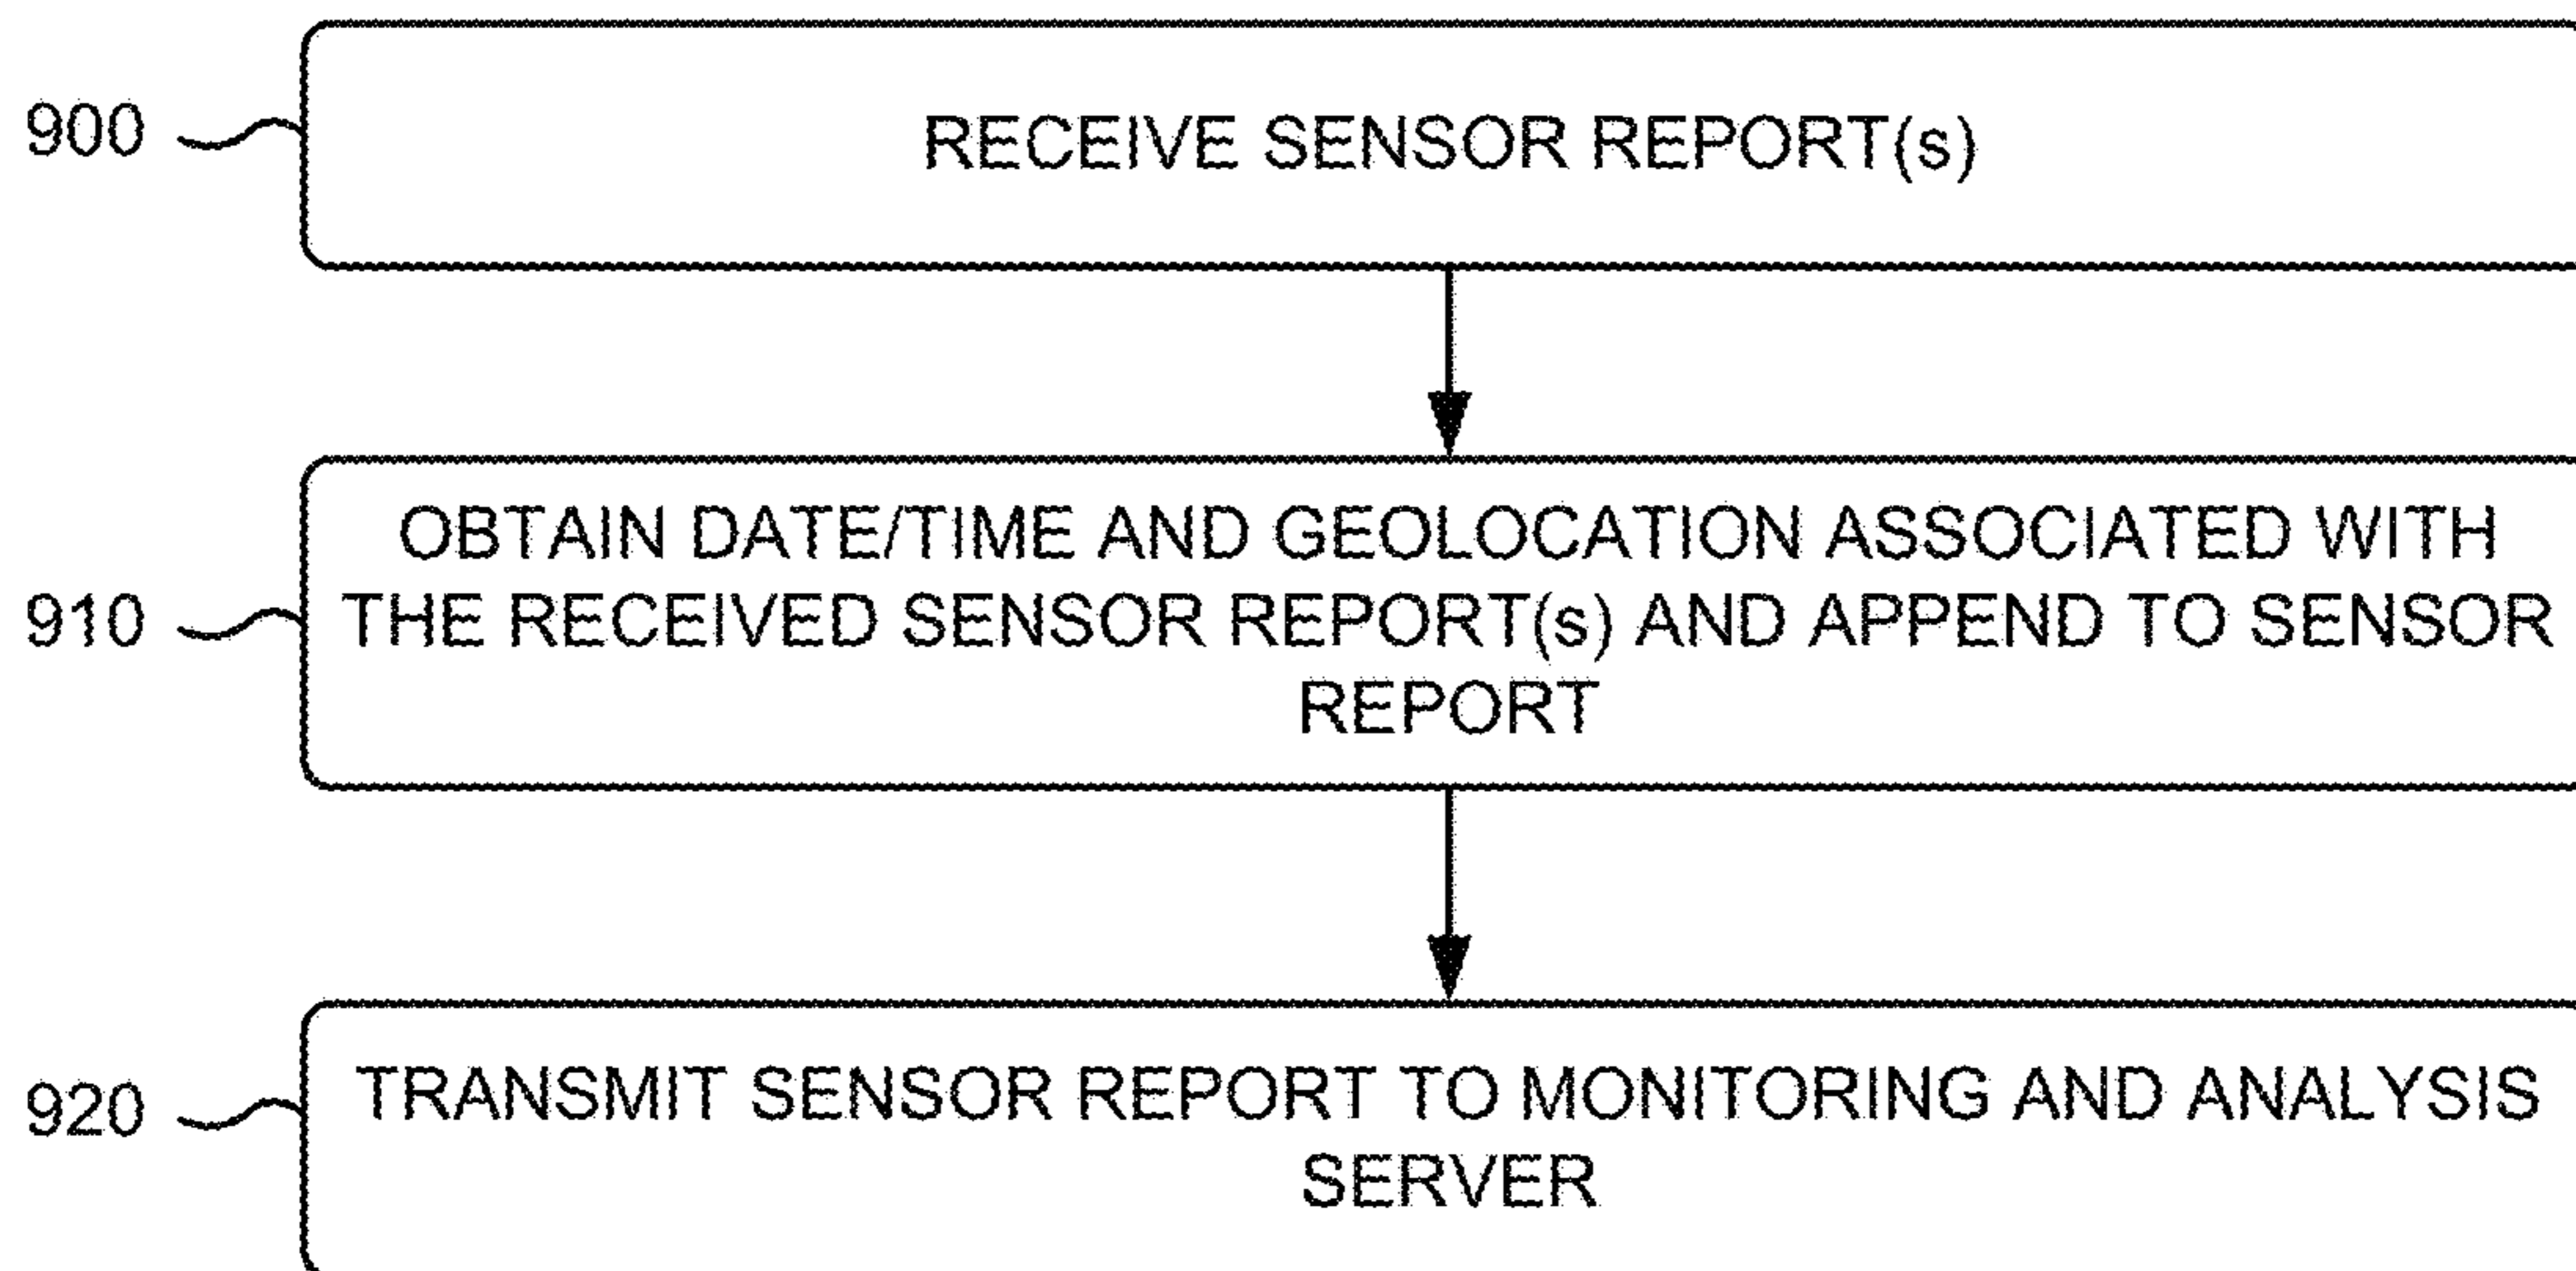 900
RECEIVE SENSOR REPORT(s)
910
OBTAIN DATE/TIME AND GEOLOCATION ASSOCIATED WITH
THE RECEIVED SENSOR REPORT(s) AND APPEND TO SENSOR
REPORT
920
TRANSMIT SENSOR REPORT TO MONITORING AND ANALYSIS
SERVER